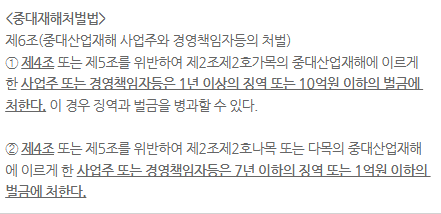 <중대재해처벌법>
제6조(중대산업재해 사업주와 경영책임자등의 처벌)
① 제4조 또는 제5조를 위반하여 제2조제2호가목의 중대산업재해에 이르게
한 사업주 또는 경영책임자등은 1년 이상의 징역 또는 10억원 이하의 벌금에
처한다. 이 경우 징역과 벌금을 병과할 수 있다.
② 제4조 또는 제5조를 위반하여 제2조제2호나목 또는 다목의 중대산업재해
에 이르게 한 사업주 또는 경영책임자등은 7년 이하의 징역 또는 1억원 이하의
벌금에 처한다.